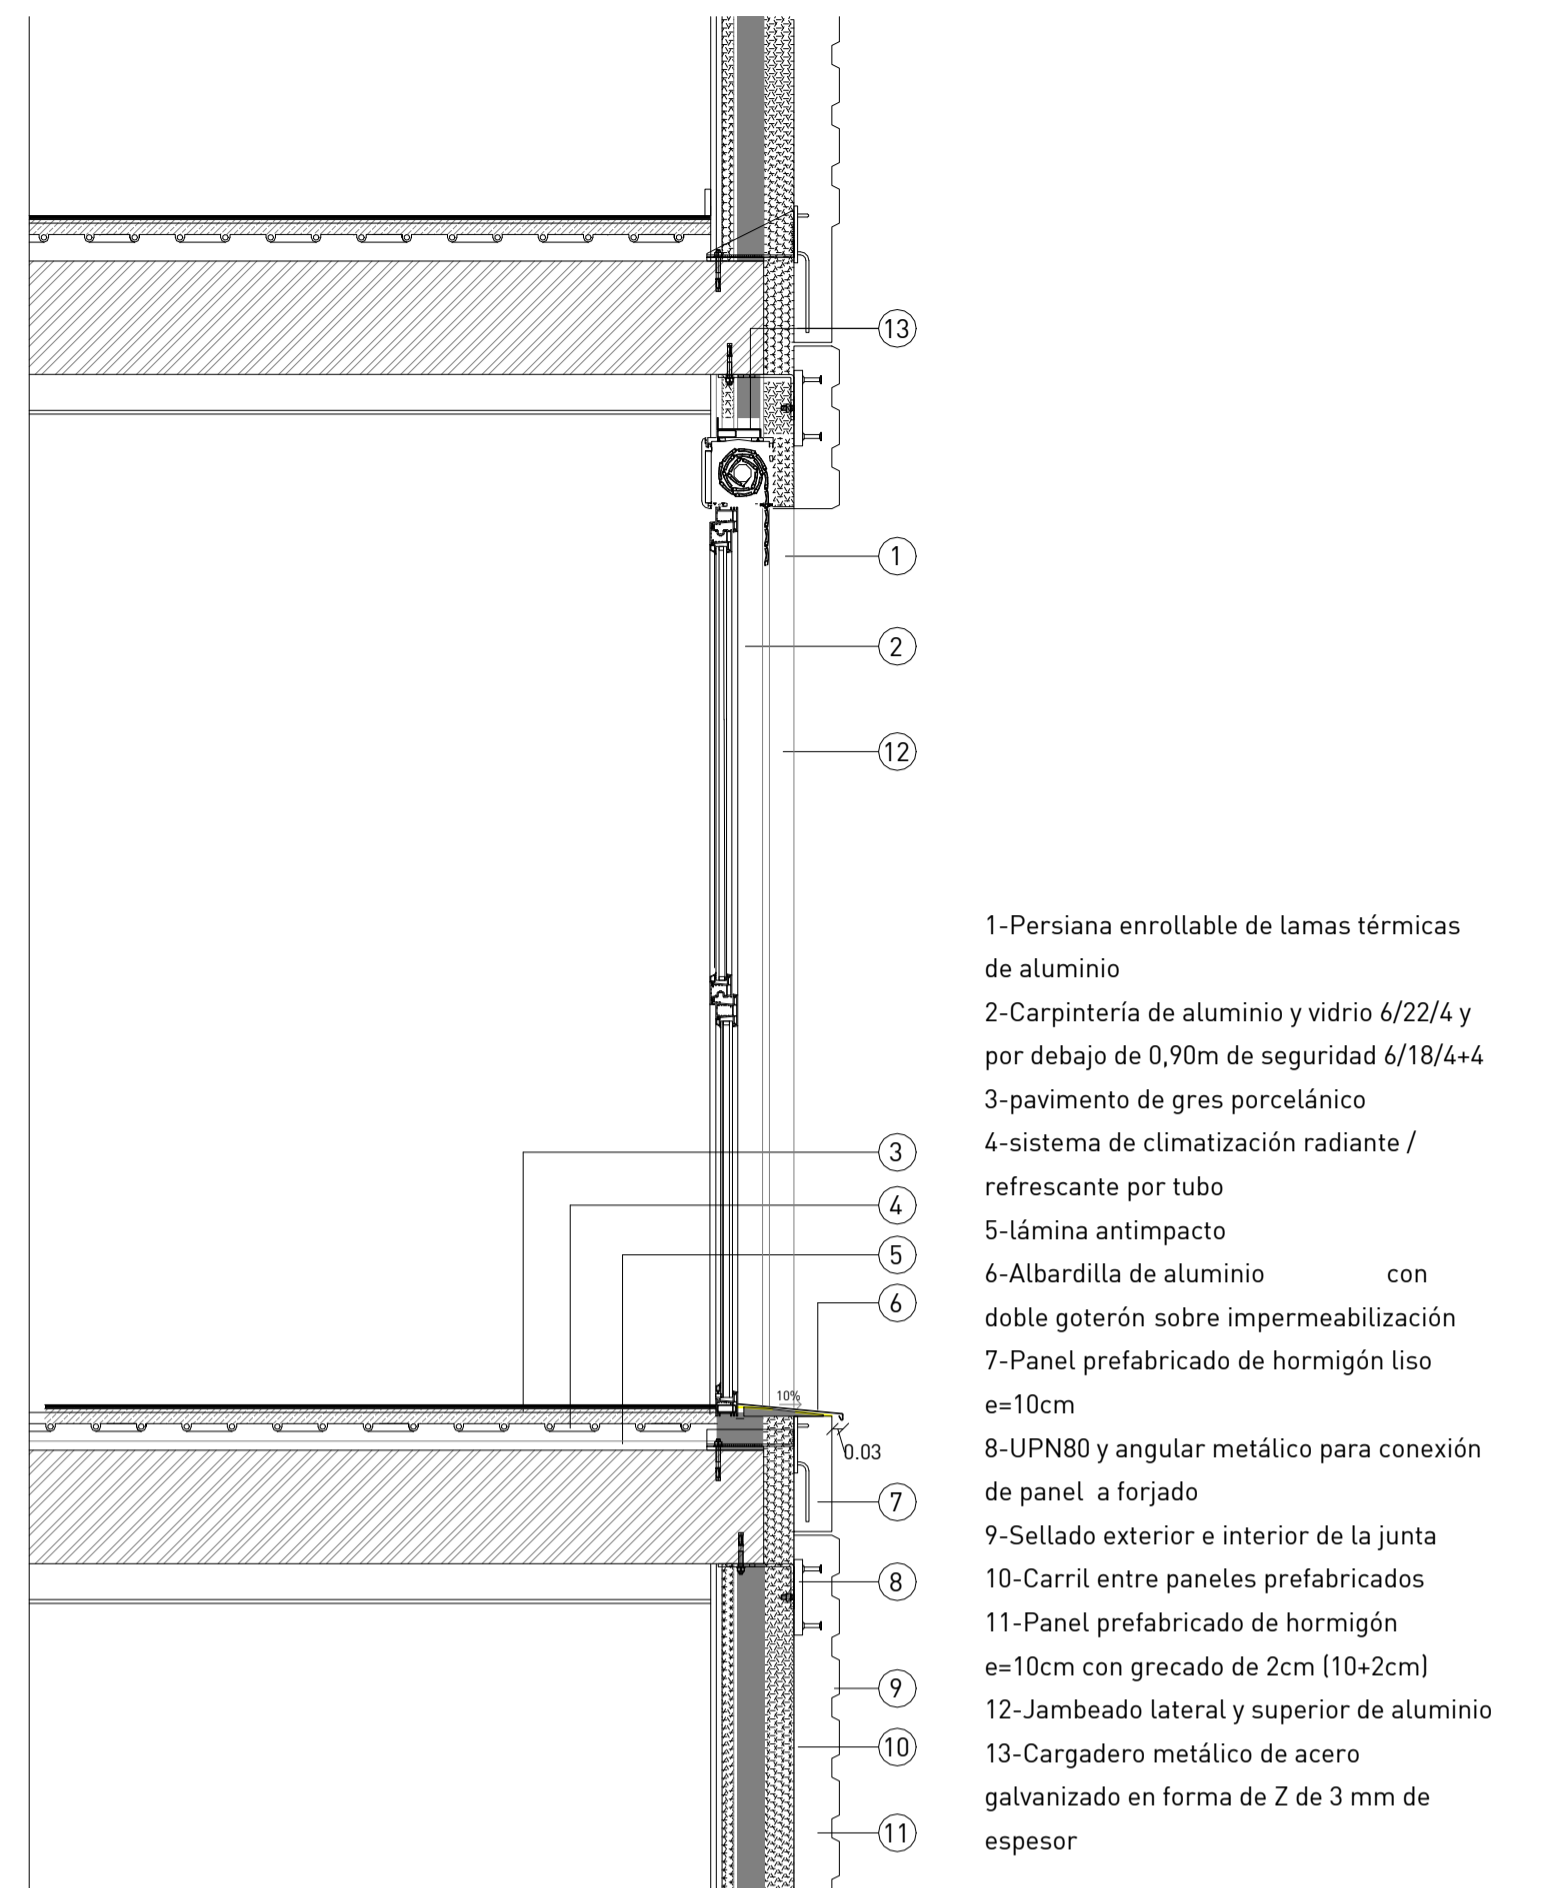 13
1
2
12
3
4
5
6
10%
0.03
7
8
9
10
11
1-Persiana enrollable de lamas térmicas
de aluminio
2-Carpintería de aluminio y vidrio 6/22/4 y
por debajo de 0,90m de seguridad 6/18/4+4
3-pavimento de gres porcelánico
4-sistema de climatización radiante /
refrescante por tubo
5-lámina antimpacto
6-Albardilla de aluminio con
doble goterón sobre impermeabilización
7-Panel prefabricado de hormigón liso
e=10cm
8-UPN80 y angular metálico para conexión
de panel a forjado
9-Sellado exterior e interior de la junta
10-Carril entre paneles prefabricados
11-Panel prefabricado de hormigón
e=10cm con grecado de 2cm (10+2cm)
12-Jambeado lateral y superior de aluminio
13-Cargadero metálico de acero
galvanizado en forma de Z de 3 mm de
espesor